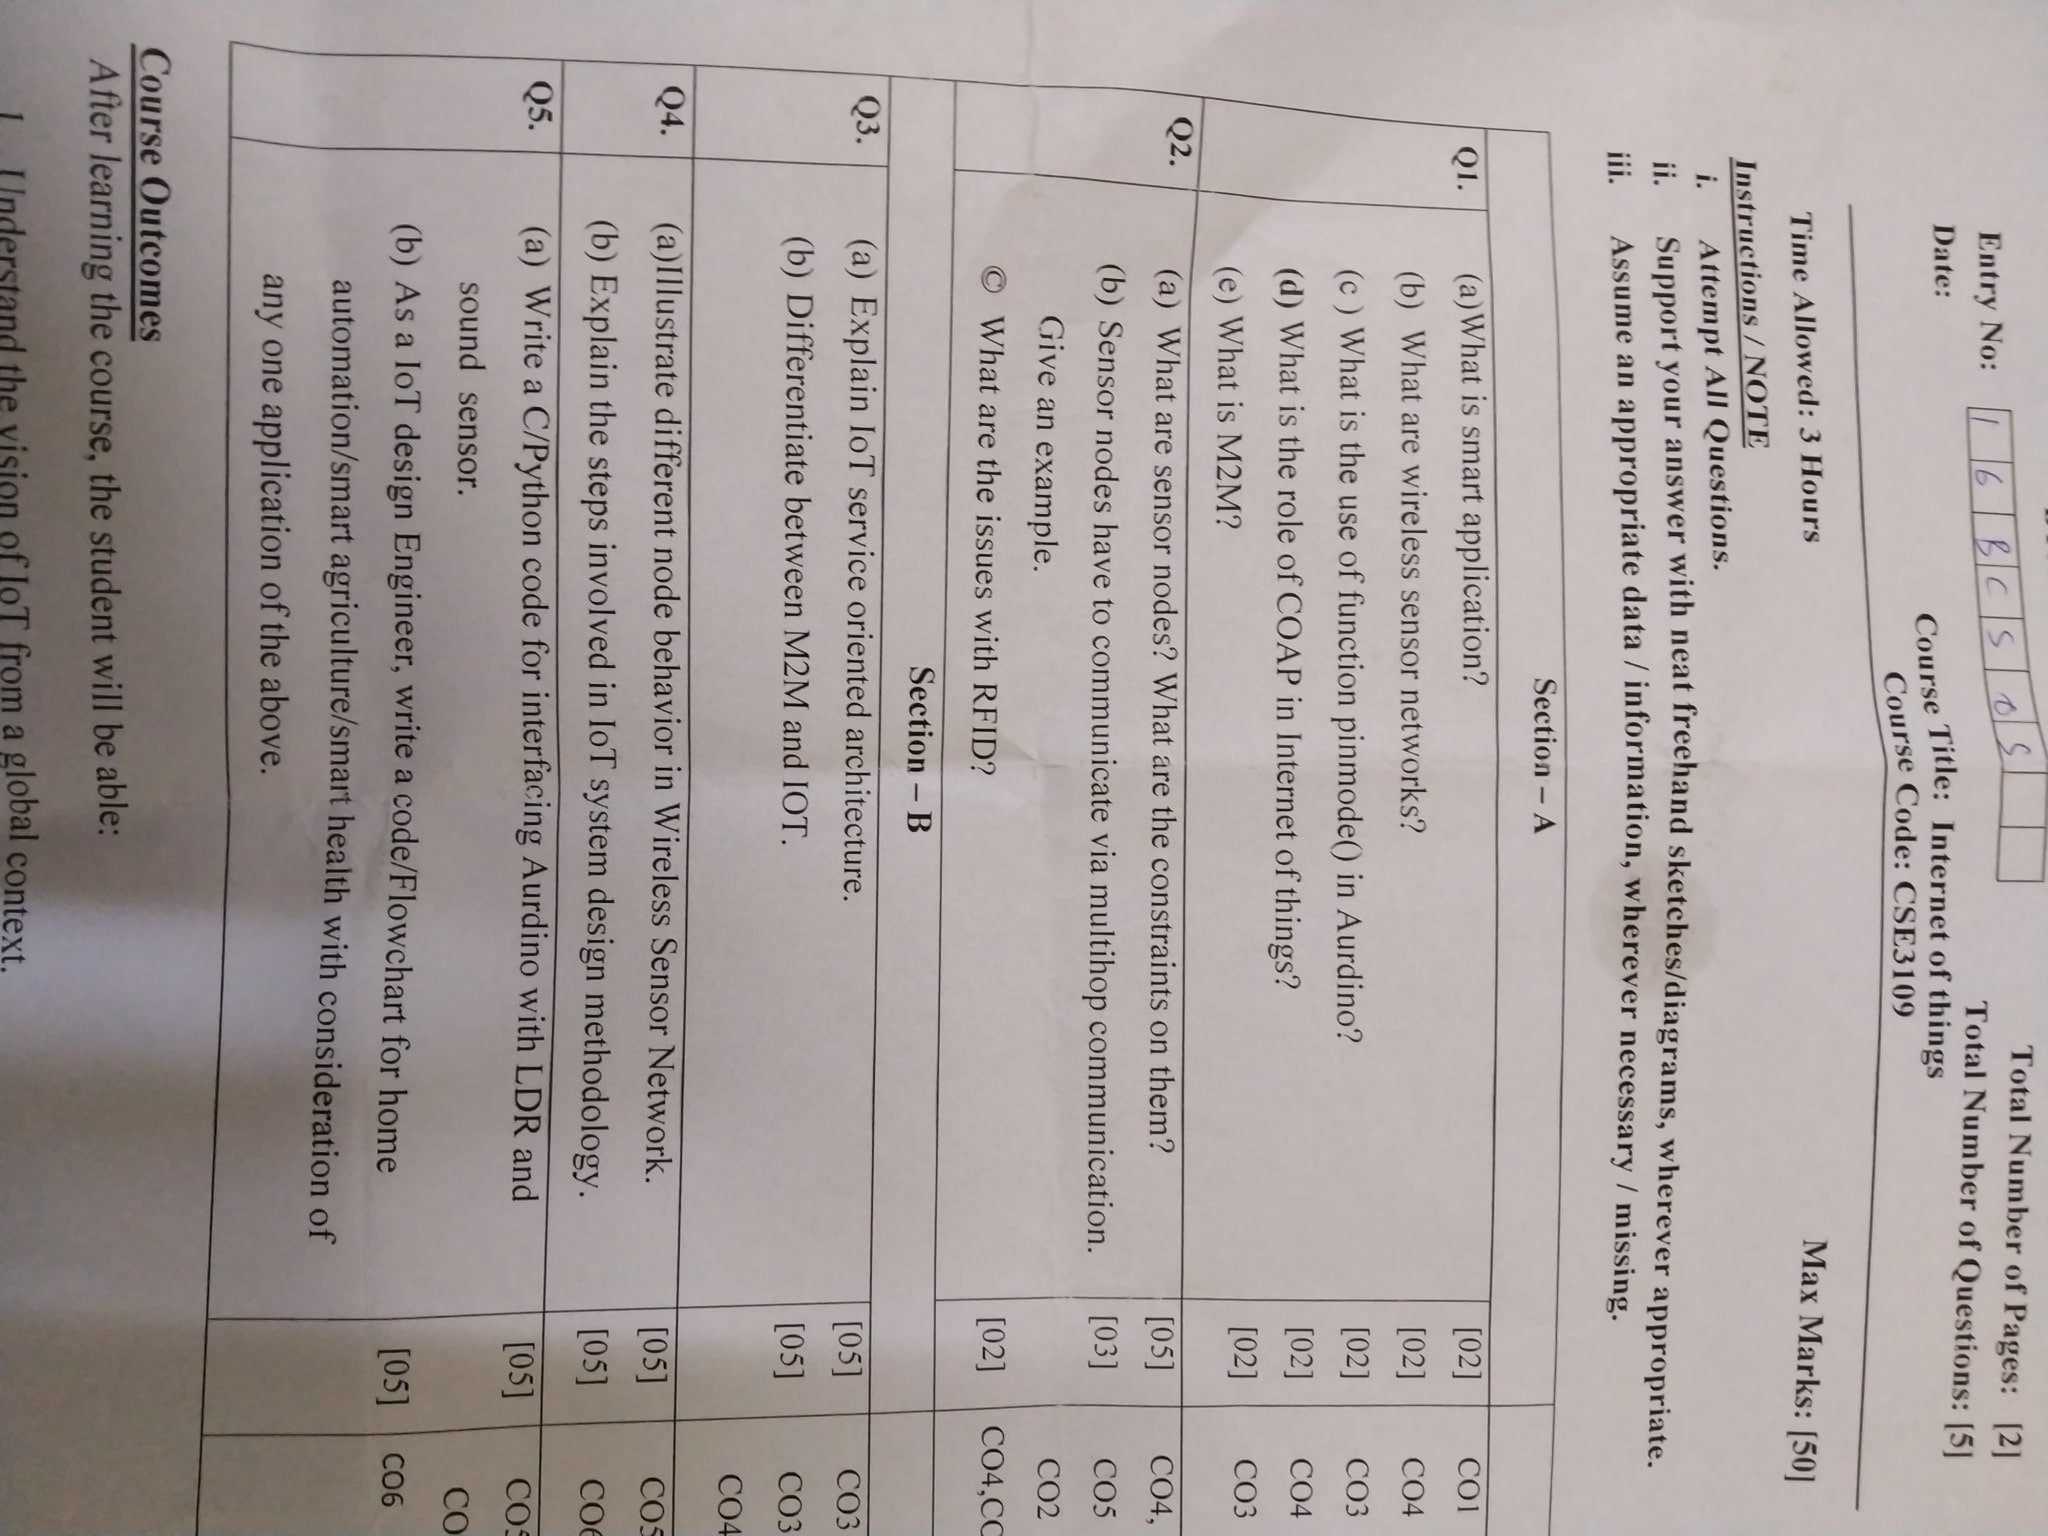 Entry No: 1 6 B C S 0 5
Total Number of Pages: [2]
Date:
Total Number of Questions: [5]
Course Title: Internet of things
Course Code: CSE3109
Time Allowed: 3 Hours
Max Marks: [50]
Instructions / NOTE
i. Attempt All Questions.
ii. Support your answer with neat freehand sketches/diagrams, wherever appropriate.
iii. Assume an appropriate data / information, wherever necessary / missing.
Section – A
Q1. (a)What is smart application? [02] CO1
(b) What are wireless sensor networks? [02] CO4
(c ) What is the use of function pinmode() in Aurdino? [02] CO3
(d) What is the role of COAP in Internet of things? [02] CO4
(e) What is M2M? [02] CO3
Q2. (a) What are sensor nodes? What are the constraints on them? [05] CO4,
(b) Sensor nodes have to communicate via multihop communication. [03] CO5
Give an example. CO2
© What are the issues with RFID? [02] CO4,CO
Section – B
Q3. (a) Explain IoT service oriented architecture. [05] CO3
(b) Differentiate between M2M and IOT. [05] CO3
CO4
Q4. (a)Illustrate different node behavior in Wireless Sensor Network. [05] CO5
(b) Explain the steps involved in IoT system design methodology. [05] CO6
Q5. (a) Write a C/Python code for interfacing Aurdino with LDR and [05] CO5
sound sensor. CO
(b) As a IoT design Engineer, write a code/Flowchart for home [05] CO6
automation/smart agriculture/smart health with consideration of
any one application of the above.
Course Outcomes
After learning the course, the student will be able:
1. Understand the vision of IoT from a global context.